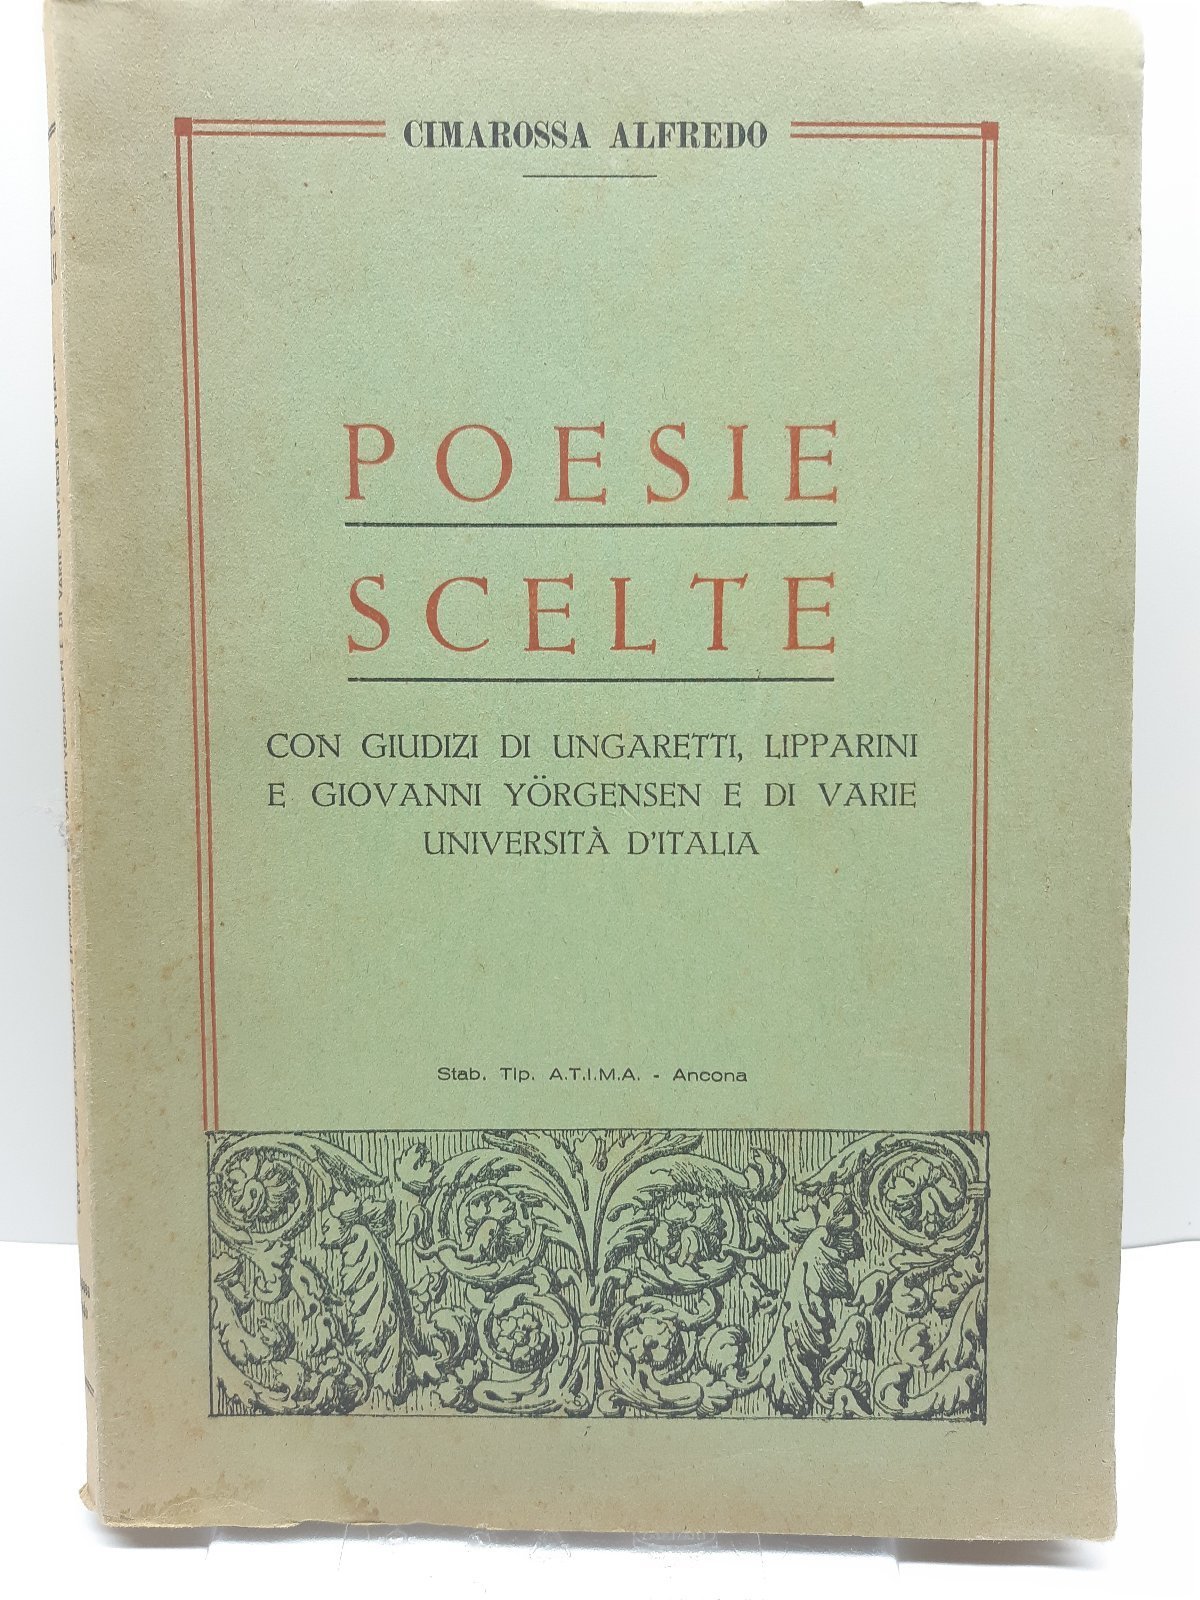 CIMAROSSA ALFREDO
POESIE
SCELTE
CON GIUDIZI DI UNGARETTI, LIPPARINI
E GIOVANNI YÖRGENSEN E DI VARIE
UNIVERSITÀ D'ITALIA
Stab. Tip. A.T.I.M.A. - Ancona